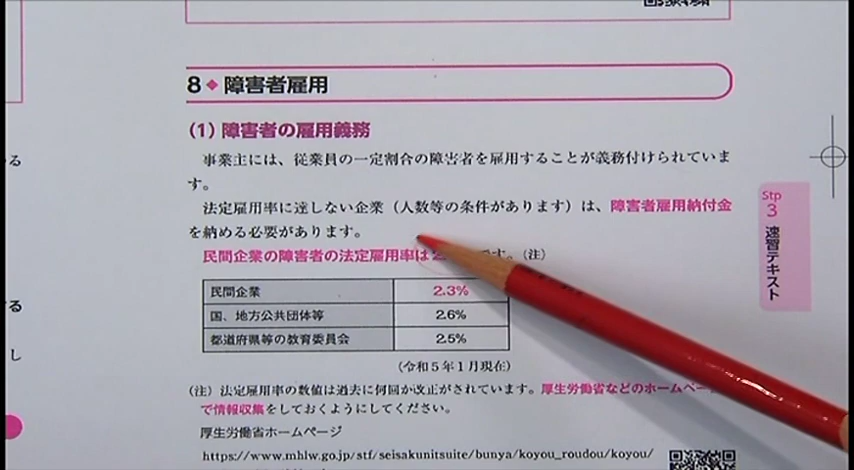 8◆障害者雇用
(1) 障害者の雇用義務
事業主には、従業員の一定割合の障害者を雇用することが義務付けられていま
す。
法定雇用率に達しない企業（人数等の条件があります）は、障害者雇用納付金
を納める必要があります。
民間企業の障害者の法定雇用率は です。（注）
民間企業 2.3%
国、地方公共団体等 2.6%
都道府県等の教育委員会 2.5%
（令和5年1月現在）
（注）法定雇用率の数値は過去に何回か改正がされています。厚生労働省などのホームペー
で情報収集をしておくようにしてください。
厚生労働省ホームページ
https://www.mhlw.go.jp/stf/seisakunitsuite/bunya/koyou_roudou/koyou/
Stp
3
速習テキスト
る
る
し